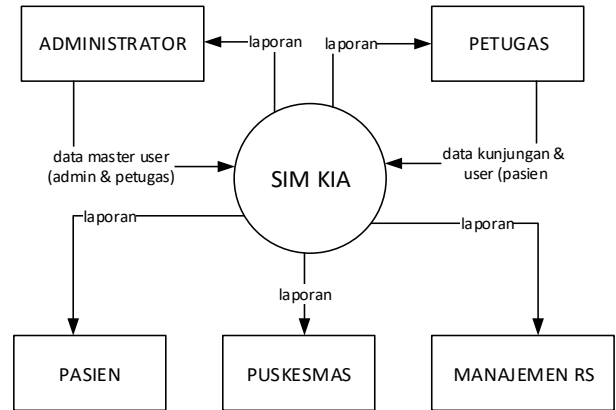 ADMINISTRATOR
laporan
laporan
PETUGAS
data master user
(admin & petugas)
SIM KIA
data kunjungan &
user (pasien
laporan
laporan
laporan
PASIEN
PUSKESMAS
MANAJEMEN RS